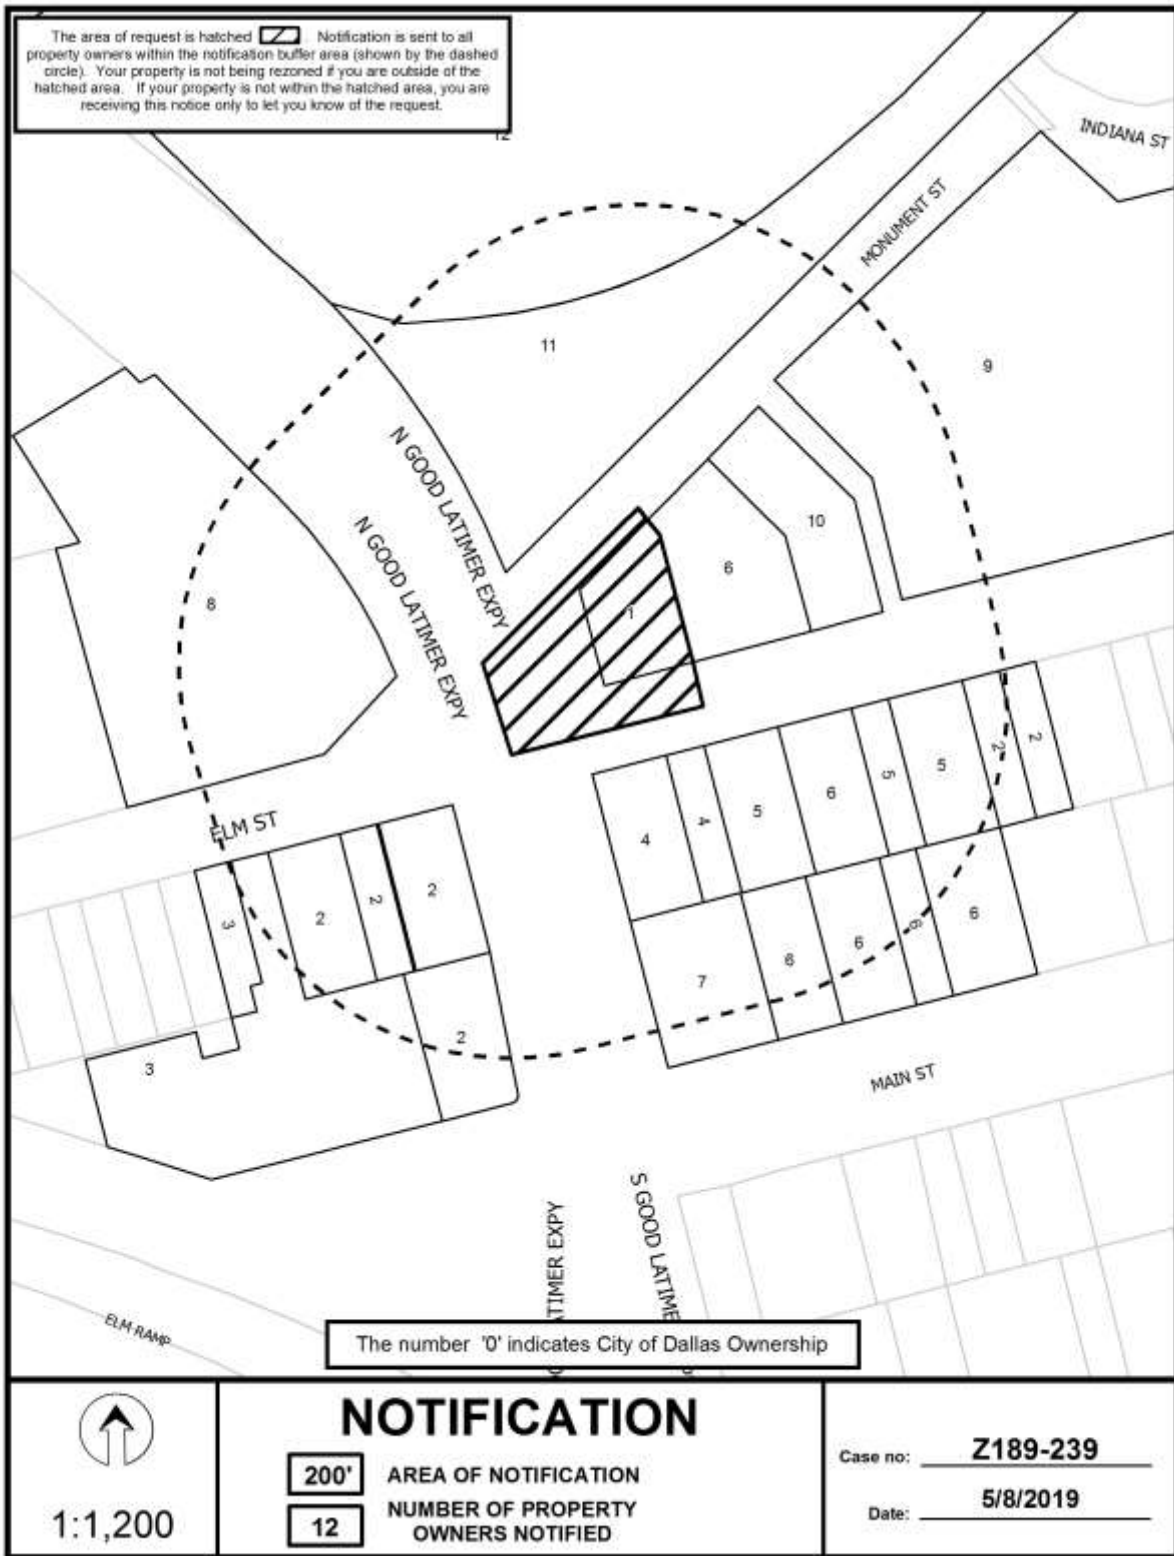 The area of request is hatched Notification is sent to all
property owners within the notification buffer area (shown by the dashed
circle). Your property is not being rezoned if you are outside of the
hatched area. If your property is not within the hatched area, you are
receiving this notice only to let you know of the request.
12
INDIANA ST
MONUMENT ST
11
9
N GOOD LATIMER EXPY
N GOOD LATIMER EXPY
10
6
8
1
ELM ST
2
2
5
5
6
5
4
4
2
2
2
3
6
6
6
6
7
2
3
MAIN ST
S GOOD LATIME
TIMER EXPY
ELM RAMP
The number '0' indicates City of Dallas Ownership
1:1,200
NOTIFICATION
200' AREA OF NOTIFICATION
12 NUMBER OF PROPERTY
OWNERS NOTIFIED
Case no: Z189-239
Date: 5/8/2019